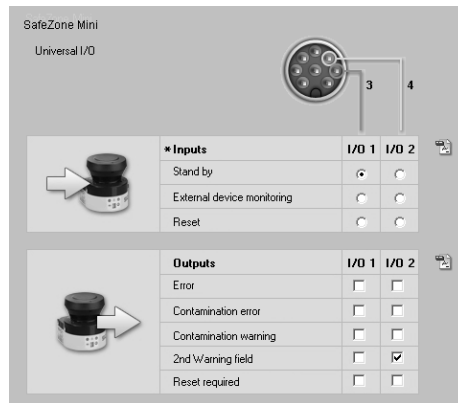 SafeZone Mini
Universal I/O
3 4
* Inputs I/O 1 I/O 2
Stand by
External device monitoring
Reset
Outputs I/O 1 I/O 2
Error
Contamination error
Contamination warning
2nd Warning field
Reset required